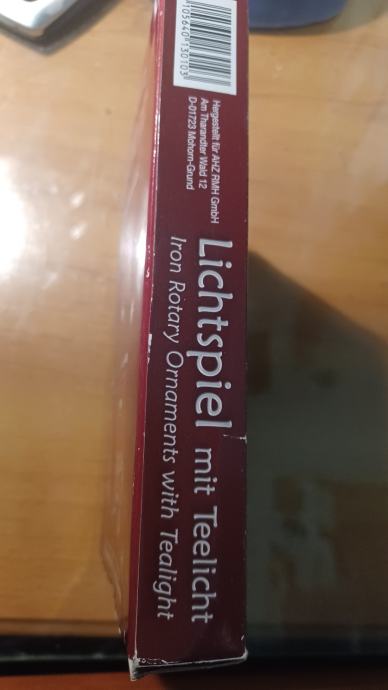 4105640130103
Hergestellt für AHZ RMH GmbH
Am Tharandter Wald 12
D-01723 Mohorn-Grund
Lichtspiel mit Teelicht
Iron Rotary Ornaments with Tealight